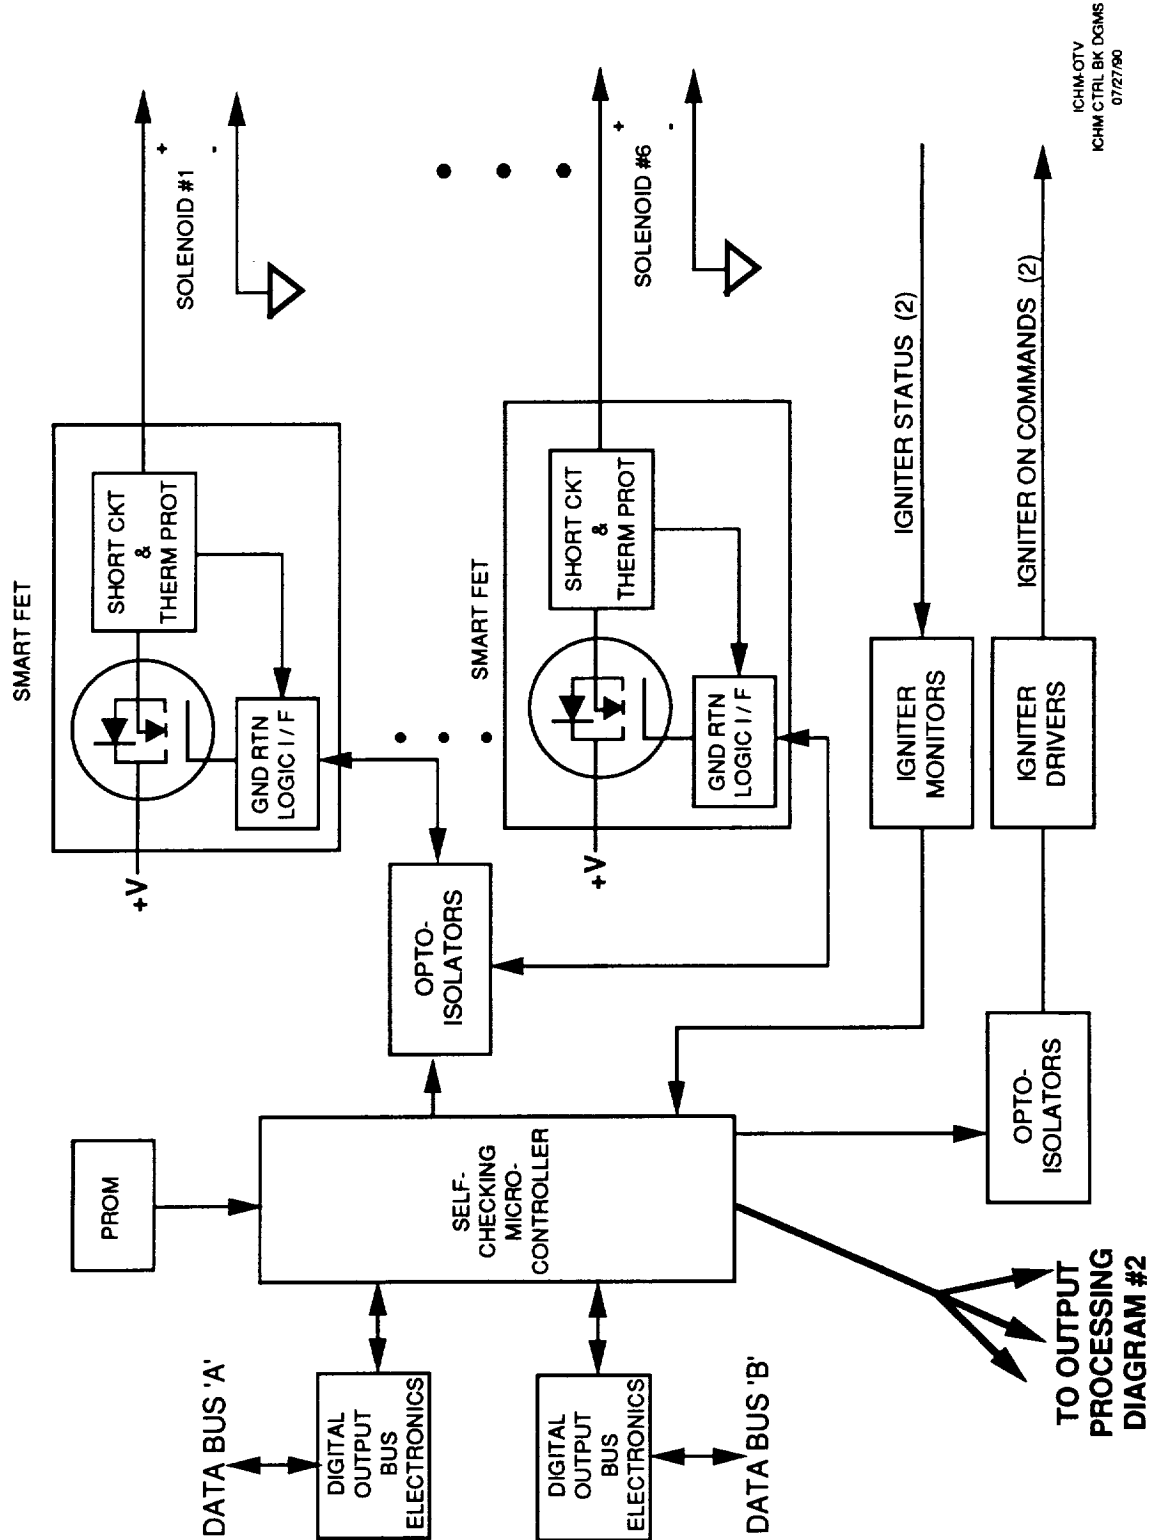 DATA BUS 'A'
DIGITAL
OUTPUT
BUS
ELECTRONICS
DIGITAL
OUTPUT
BUS
ELECTRONICS
DATA BUS 'B'
PROM
SELF-
CHECKING
MICRO-
CONTROLLER
TO OUTPUT
PROCESSING
DIAGRAM #2
OPTO-
ISOLATORS
OPTO-
ISOLATORS
SMART FET
+V
GND RTN
LOGIC I / F
SHORT CKT
&
THERM PROT
SOLENOID #1
+
-
SMART FET
+V
GND RTN
LOGIC I / F
SHORT CKT
&
THERM PROT
SOLENOID #6
+
-
IGNITER
MONITORS
IGNITER STATUS (2)
IGNITER
DRIVERS
IGNITER ON COMMANDS (2)
ICHM-OTV
ICHM CTRL BK DGMS
07/27/90